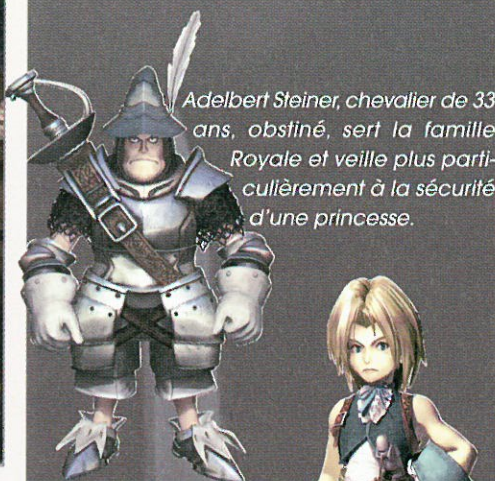 Adelbert Steiner, chevalier de 33
ans, obstiné, sert la famille
Royale et veille plus parti-
culièrement à la sécurité
d'une princesse.